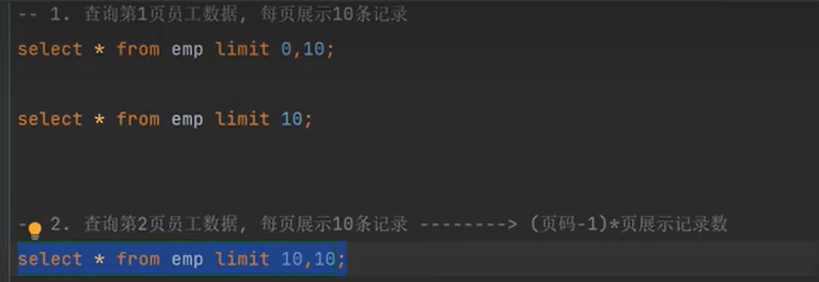 -- 1. 查询第1页员工数据, 每页展示10条记录
select * from emp limit 0,10;
select * from emp limit 10;
- 2. 查询第2页员工数据, 每页展示10条记录 --------> (页码-1)*页展示记录数
select * from emp limit 10,10;